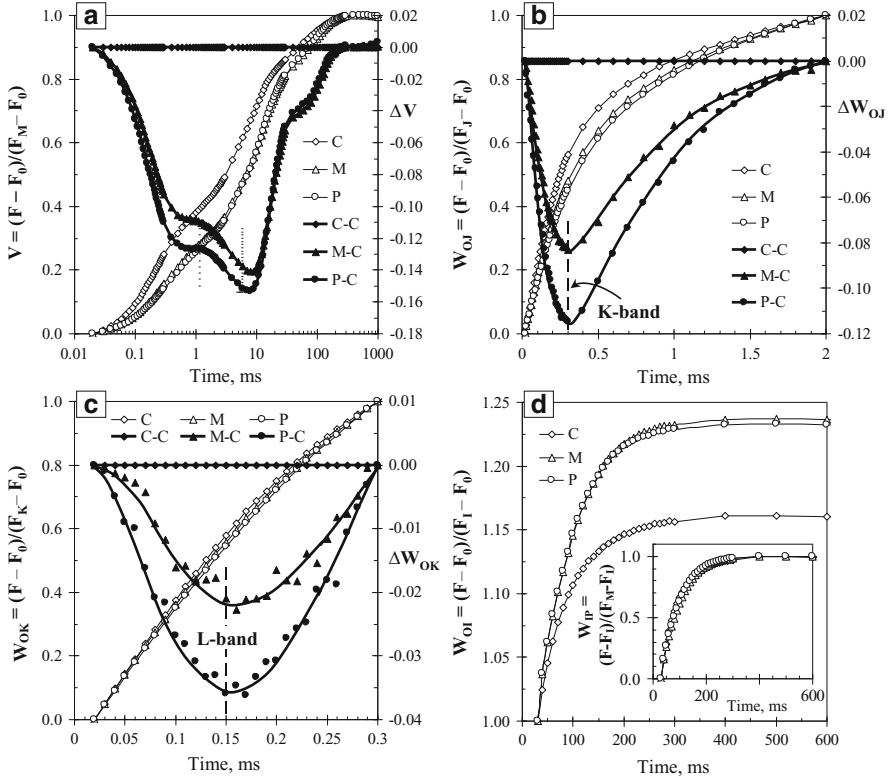 a
V = (F – F0)/(FM– F0)
1.0
0.8
0.6
0.4
0.2
0.0
0.02
0.00
-0.02
-0.04
-0.06
-0.08
-0.10
-0.12
-0.14
-0.16
-0.18
ΔV
C
M
P
C-C
M-C
P-C
0.01
0.1
1
10
100
1000
Time, ms
b
WOJ = (F – F0)/(FJ – F0)
1.0
0.8
0.6
0.4
0.2
0.0
0.02
0.00
-0.02
-0.04
-0.06
-0.08
-0.10
-0.12
ΔWOJ
C
M
P
C-C
M-C
P-C
K-band
0
0.5
1
1.5
2
Time, ms
c
WOK = (F – F0)/(FK– F0)
1.0
0.8
0.6
0.4
0.2
0.0
0.01
0.00
-0.01
-0.02
-0.03
-0.04
ΔWOK
C M P
C-C M-C P-C
L-band
0
0.05
0.1
0.15
0.2
0.25
0.3
Time, ms
d
WOI = (F – F0)/(FI – F0)
1.25
1.20
1.15
1.10
1.05
1.00
C
M
P
WIP =
(F-FI)/(FM-FI)
1.0
0.5
0.0
0 200 400 600
Time, ms
0 100 200 300 400 500 600
Time, ms